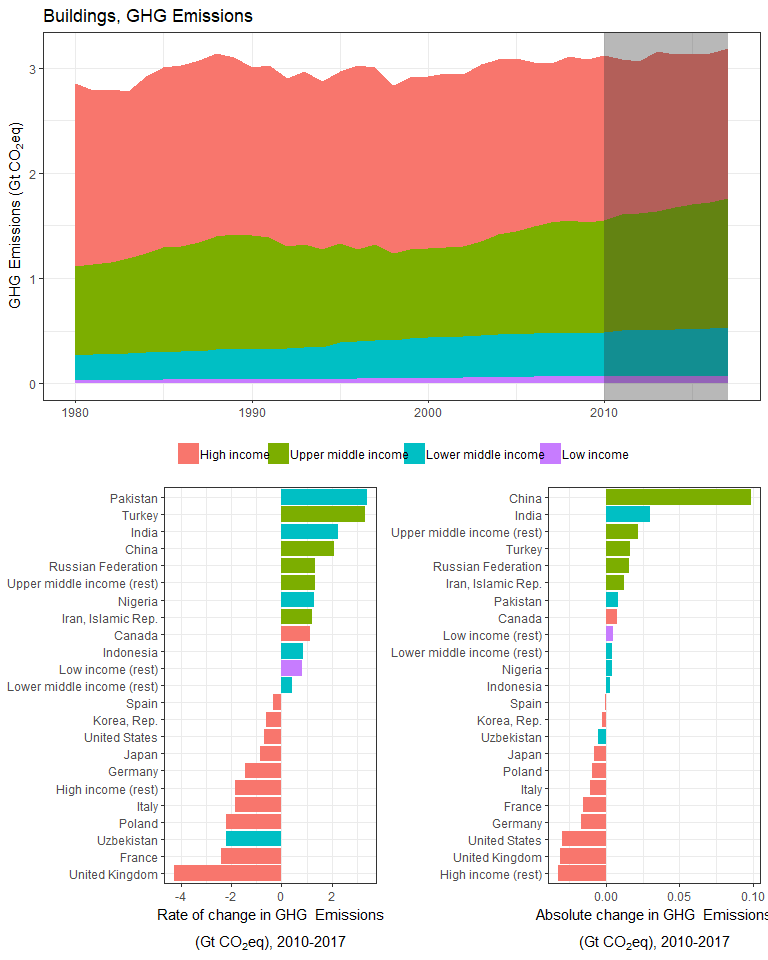 Buildings, GHG Emissions
GHG Emissions (Gt CO₂eq)
3
2
1
0
1980 1990 2000 2010
High income Upper middle income Lower middle income Low income
Pakistan
Turkey
India
China
Russian Federation
Upper middle income (rest)
Nigeria
Iran, Islamic Rep.
Canada
Indonesia
Low income (rest)
Lower middle income (rest)
Spain
Korea, Rep.
United States
Japan
Germany
High income (rest)
Italy
Poland
Uzbekistan
France
United Kingdom
-4 -2 0 2
Rate of change in GHG Emissions
(Gt CO₂eq), 2010-2017
China
India
Upper middle income (rest)
Turkey
Russian Federation
Iran, Islamic Rep.
Pakistan
Canada
Low income (rest)
Lower middle income (rest)
Nigeria
Indonesia
Spain
Korea, Rep.
Uzbekistan
Japan
Poland
Italy
France
Germany
United States
United Kingdom
High income (rest)
0.00 0.05 0.10
Absolute change in GHG Emissions
(Gt CO₂eq), 2010-2017